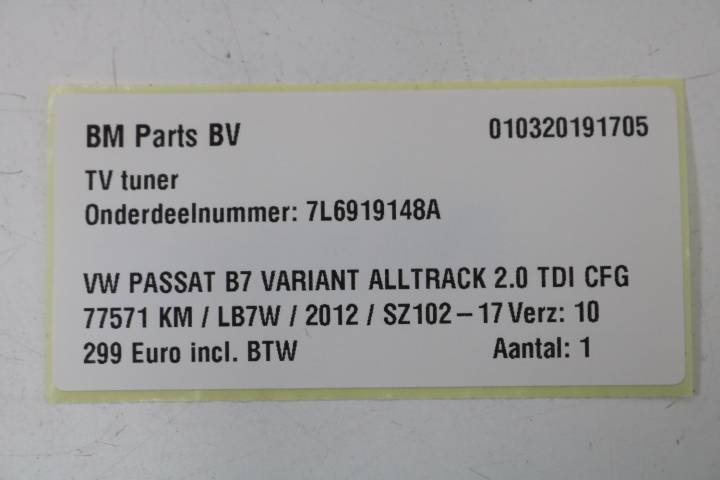 BM Parts BV 010320191705
TV tuner
Onderdeelnummer: 7L6919148A
VW PASSAT B7 VARIANT ALLTRACK 2.0 TDI CFG
77571 KM / LB7W / 2012 / SZ102-17 Verz: 10
299 Euro incl. BTW Aantal: 1